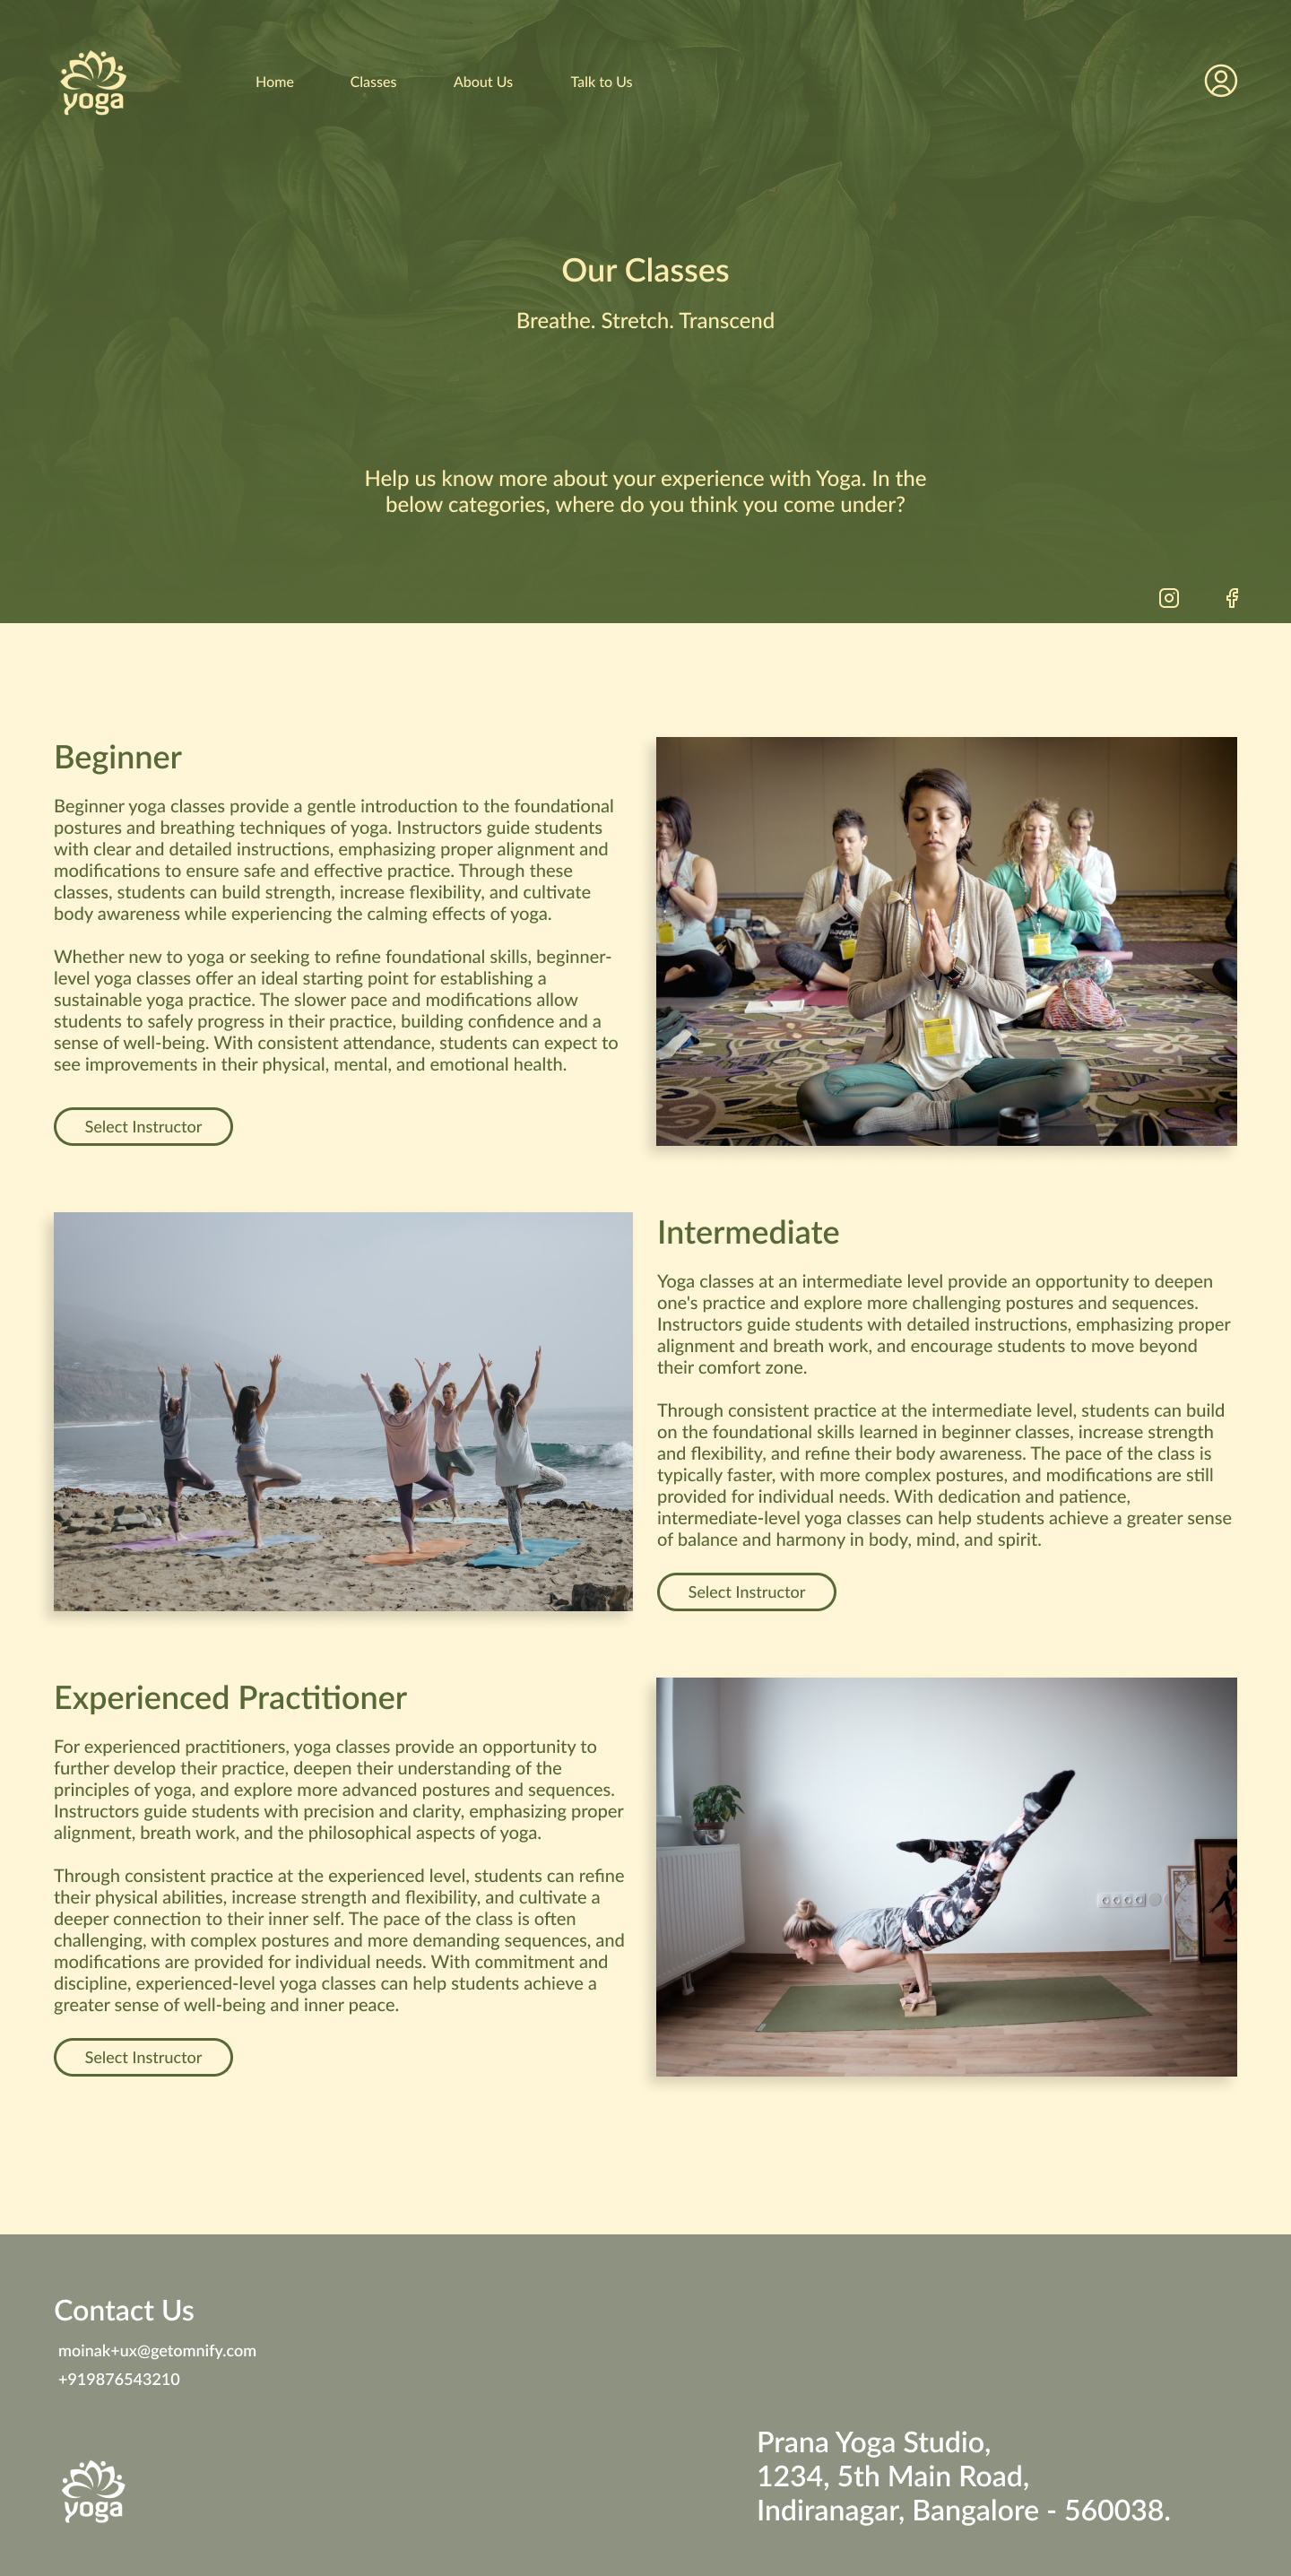 yoga
Home
Classes
About Us
Talk to Us
Our Classes
Breathe. Stretch. Transcend
Help us know more about your experience with Yoga. In the
below categories, where do you think you come under?
Beginner
Beginner yoga classes provide a gentle introduction to the foundational
postures and breathing techniques of yoga. Instructors guide students
with clear and detailed instructions, emphasizing proper alignment and
modifications to ensure safe and effective practice. Through these
classes, students can build strength, increase flexibility, and cultivate
body awareness while experiencing the calming effects of yoga.
Whether new to yoga or seeking to refine foundational skills, beginner-
level yoga classes offer an ideal starting point for establishing a
sustainable yoga practice. The slower pace and modifications allow
students to safely progress in their practice, building confidence and a
sense of well-being. With consistent attendance, students can expect to
see improvements in their physical, mental, and emotional health.
Select Instructor
Intermediate
Yoga classes at an intermediate level provide an opportunity to deepen
one's practice and explore more challenging postures and sequences.
Instructors guide students with detailed instructions, emphasizing proper
alignment and breath work, and encourage students to move beyond
their comfort zone.
Through consistent practice at the intermediate level, students can build
on the foundational skills learned in beginner classes, increase strength
and flexibility, and refine their body awareness. The pace of the class is
typically faster, with more complex postures, and modifications are still
provided for individual needs. With dedication and patience,
intermediate-level yoga classes can help students achieve a greater sense
of balance and harmony in body, mind, and spirit.
Select Instructor
Experienced Practitioner
For experienced practitioners, yoga classes provide an opportunity to
further develop their practice, deepen their understanding of the
principles of yoga, and explore more advanced postures and sequences.
Instructors guide students with precision and clarity, emphasizing proper
alignment, breath work, and the philosophical aspects of yoga.
Through consistent practice at the experienced level, students can refine
their physical abilities, increase strength and flexibility, and cultivate a
deeper connection to their inner self. The pace of the class is often
challenging, with complex postures and more demanding sequences, and
modifications are provided for individual needs. With commitment and
discipline, experienced-level yoga classes can help students achieve a
greater sense of well-being and inner peace.
Select Instructor
Contact Us
moinak+ux@getomnify.com
+919876543210
yoga
Prana Yoga Studio,
1234, 5th Main Road,
Indiranagar, Bangalore - 560038.